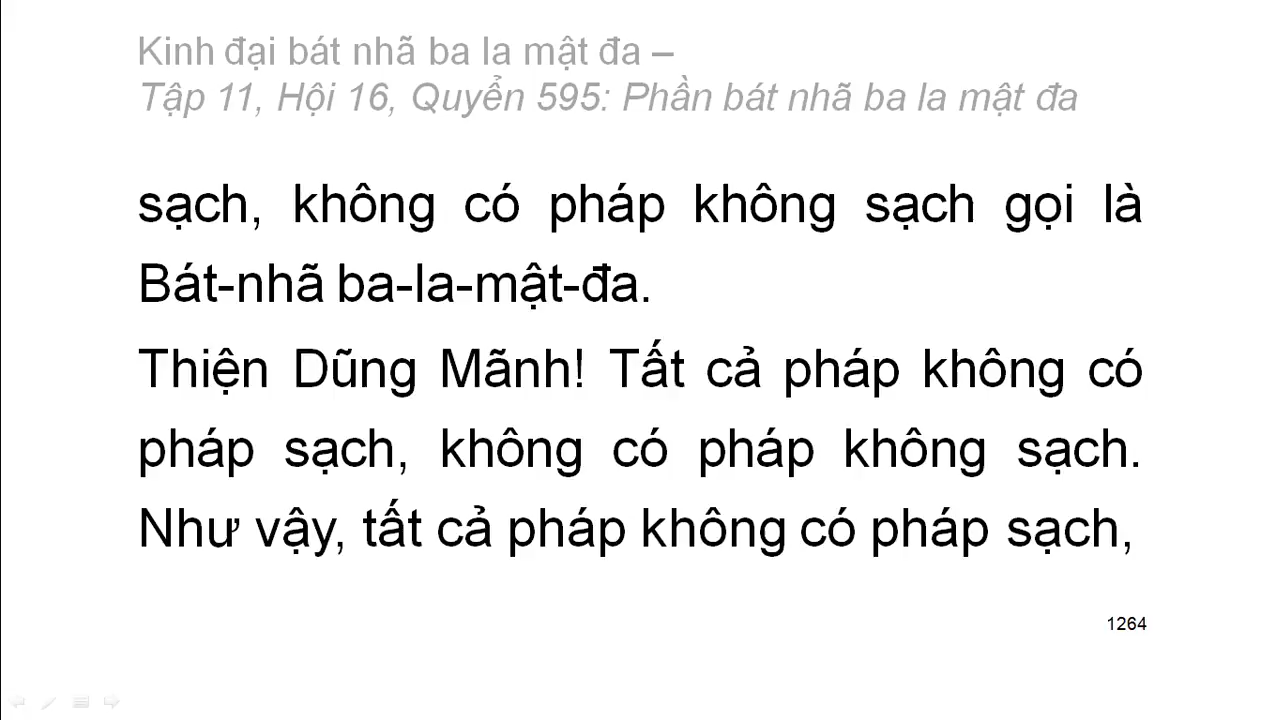 Kinh đại bát nhã ba la mật đa –
Tập 11, Hội 16, Quyển 595: Phần bát nhã ba la mật đa
sạch, không có pháp không sạch gọi là
Bát-nhã ba-la-mật-đa.
Thiện Dũng Mãnh! Tất cả pháp không có
pháp sạch, không có pháp không sạch.
Như vậy, tất cả pháp không có pháp sạch,
1264